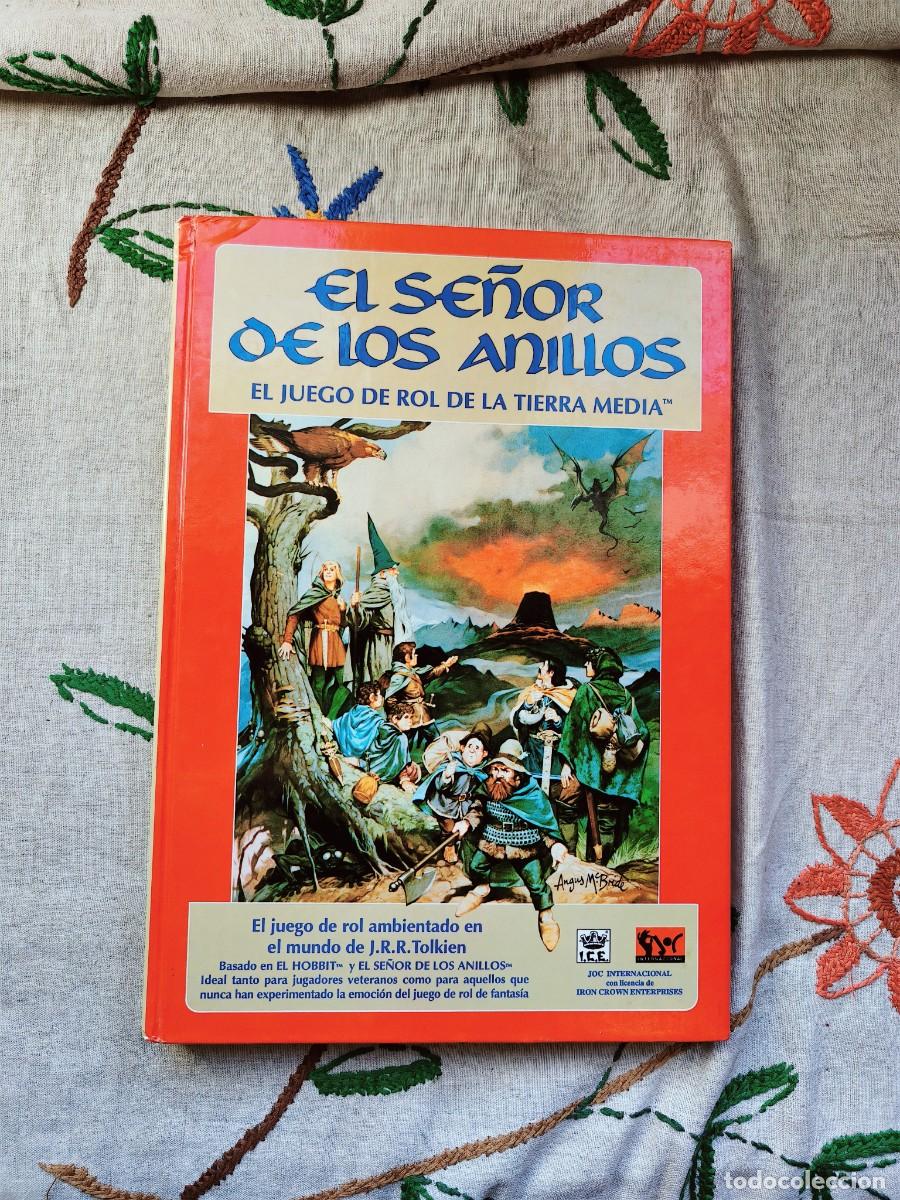 EL SEÑOR
DE LOS ANILLOS
EL JUEGO DE ROL DE LA TIERRA MEDIA™
Angus McBride
El juego de rol ambientado en
el mundo de J.R.R.Tolkien
Basado en EL HOBBIT™ y EL SEÑOR DE LOS ANILLOS™
Ideal tanto para jugadores veteranos como para aquellos que
nunca han experimentado la emoción del juego de rol de fantasía
I.C.E.
JOC
INTERNACIONAL
JOC INTERNACIONAL
con licencia de
IRON CROWN ENTERPRISES
todocoleccion